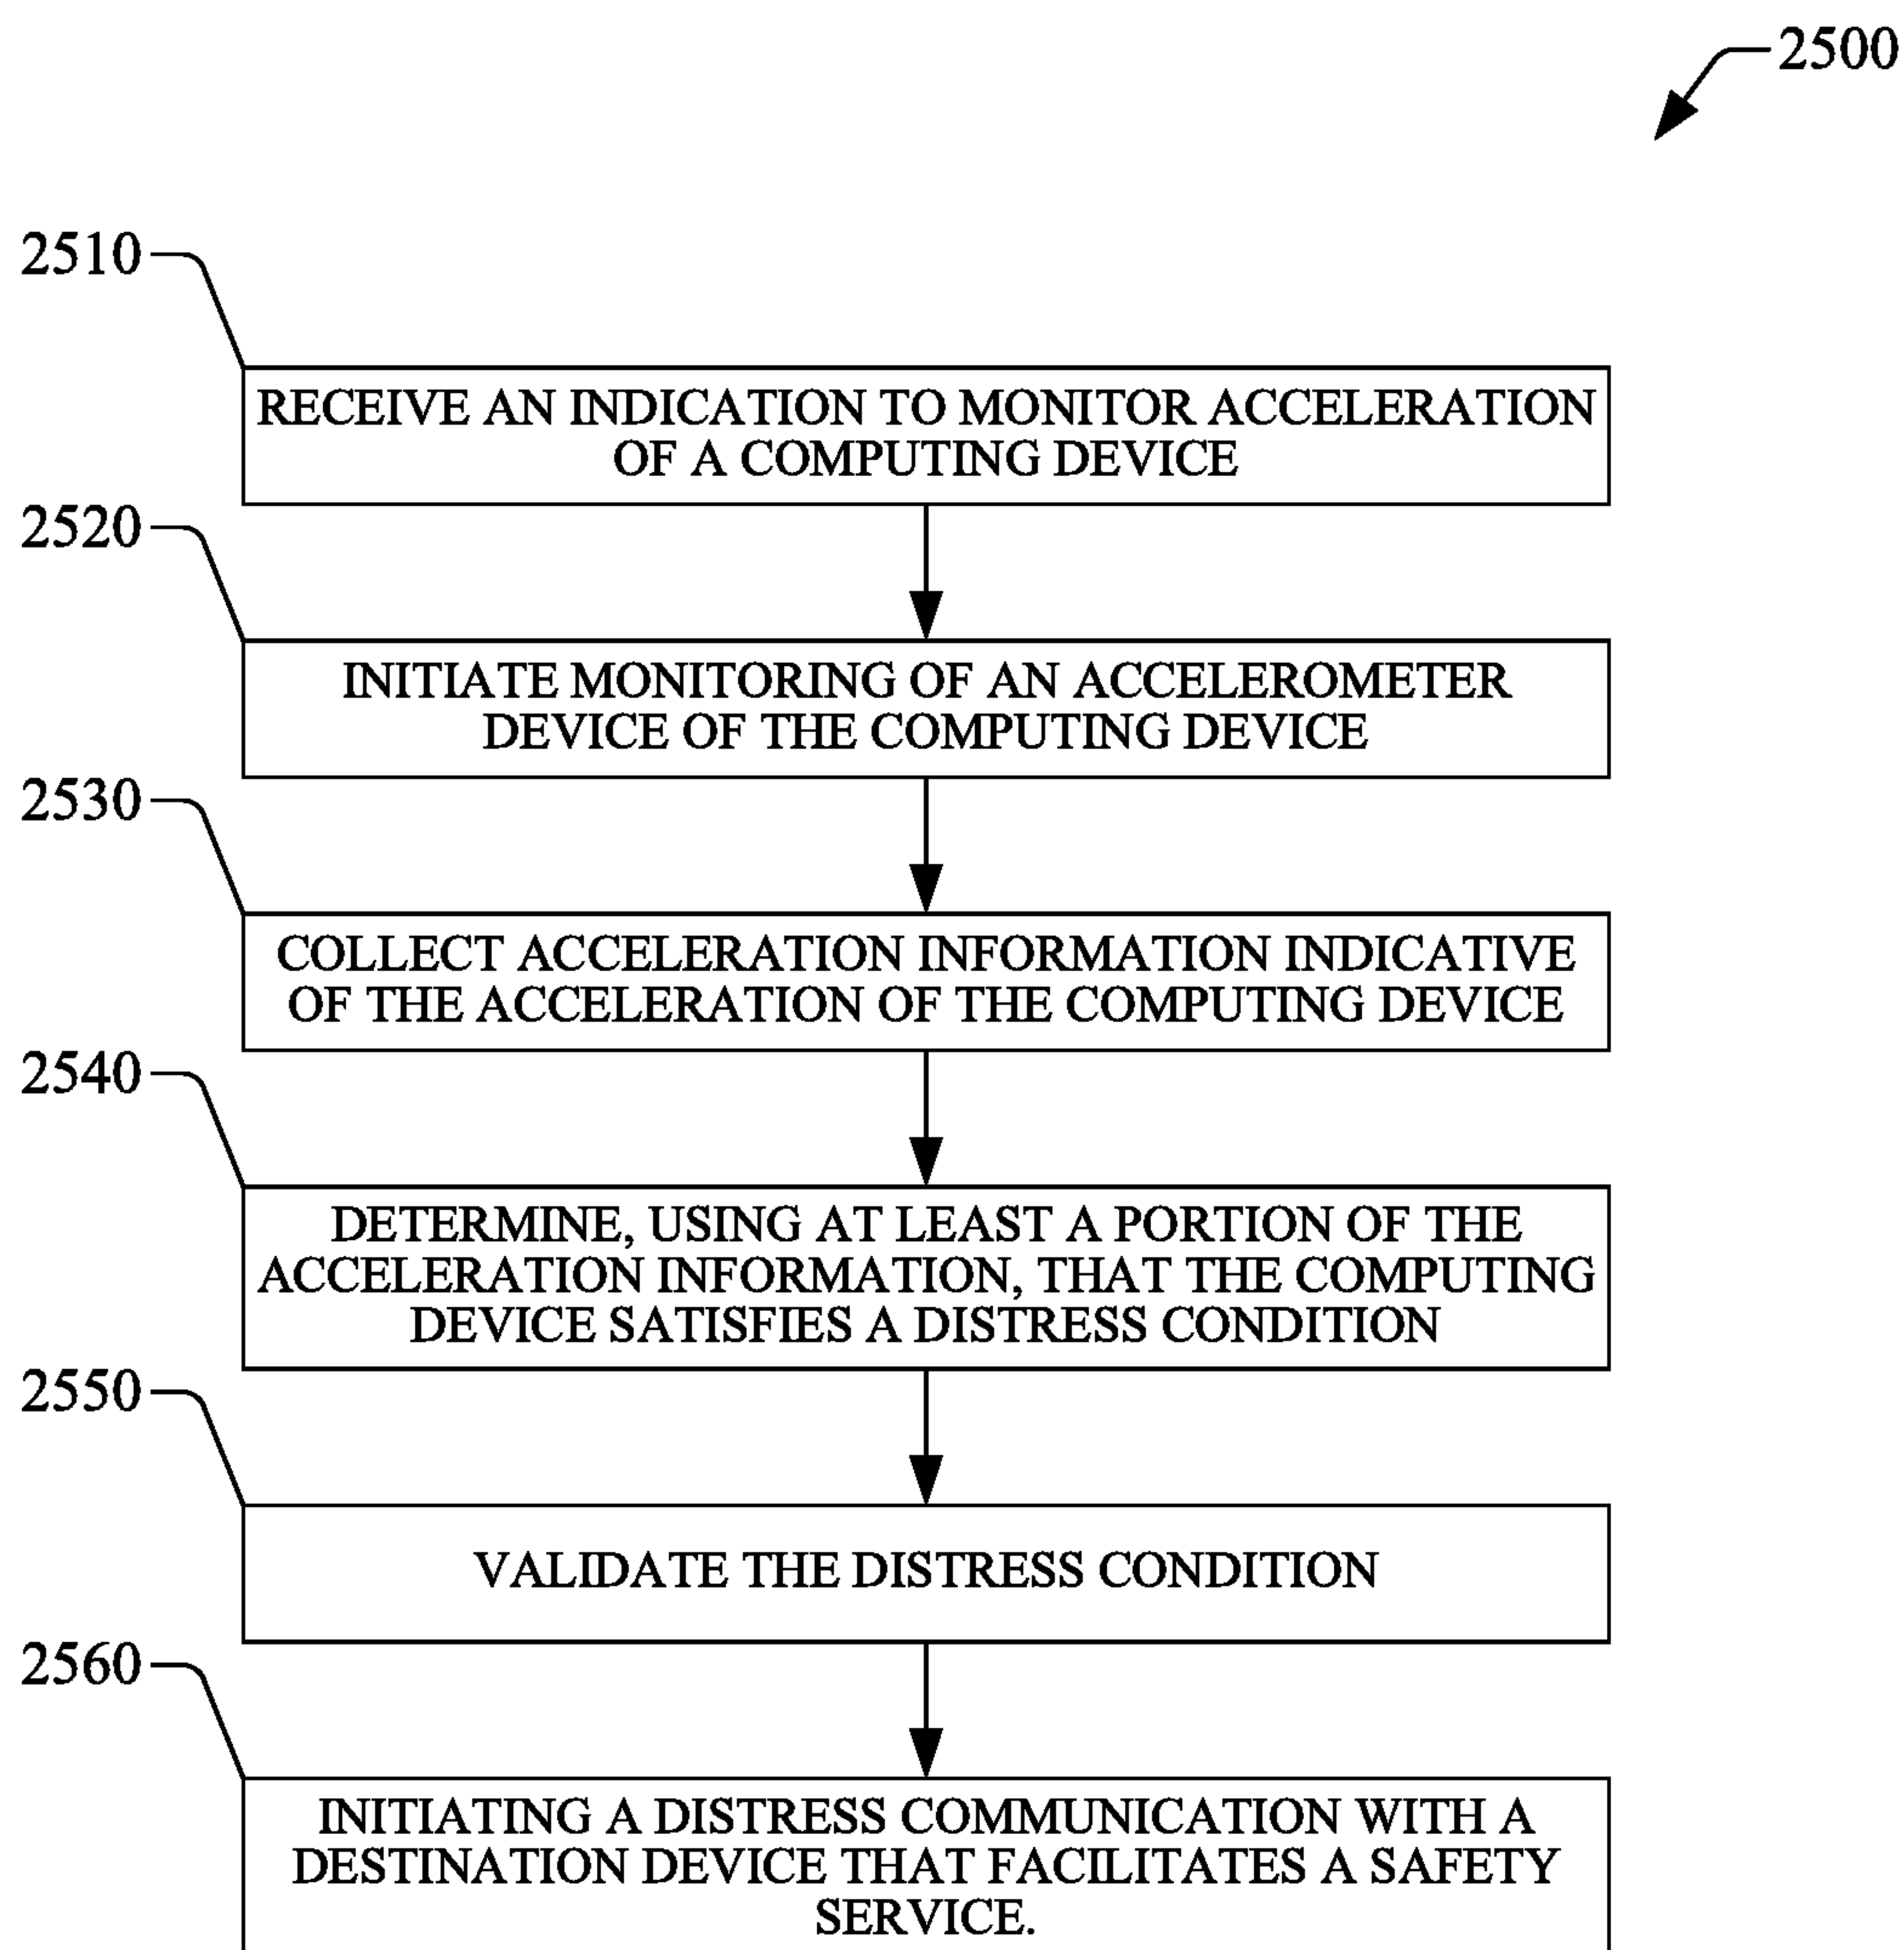 2500
2510
RECEIVE AN INDICATION TO MONITOR ACCELERATION
OF A COMPUTING DEVICE
2520
INITIATE MONITORING OF AN ACCELEROMETER
DEVICE OF THE COMPUTING DEVICE
2530
COLLECT ACCELERATION INFORMATION INDICATIVE
OF THE ACCELERATION OF THE COMPUTING DEVICE
2540
DETERMINE, USING AT LEAST A PORTION OF THE
ACCELERATION INFORMATION, THAT THE COMPUTING
DEVICE SATISFIES A DISTRESS CONDITION
2550
VALIDATE THE DISTRESS CONDITION
2560
INITIATING A DISTRESS COMMUNICATION WITH A
DESTINATION DEVICE THAT FACILITATES A SAFETY
SERVICE.